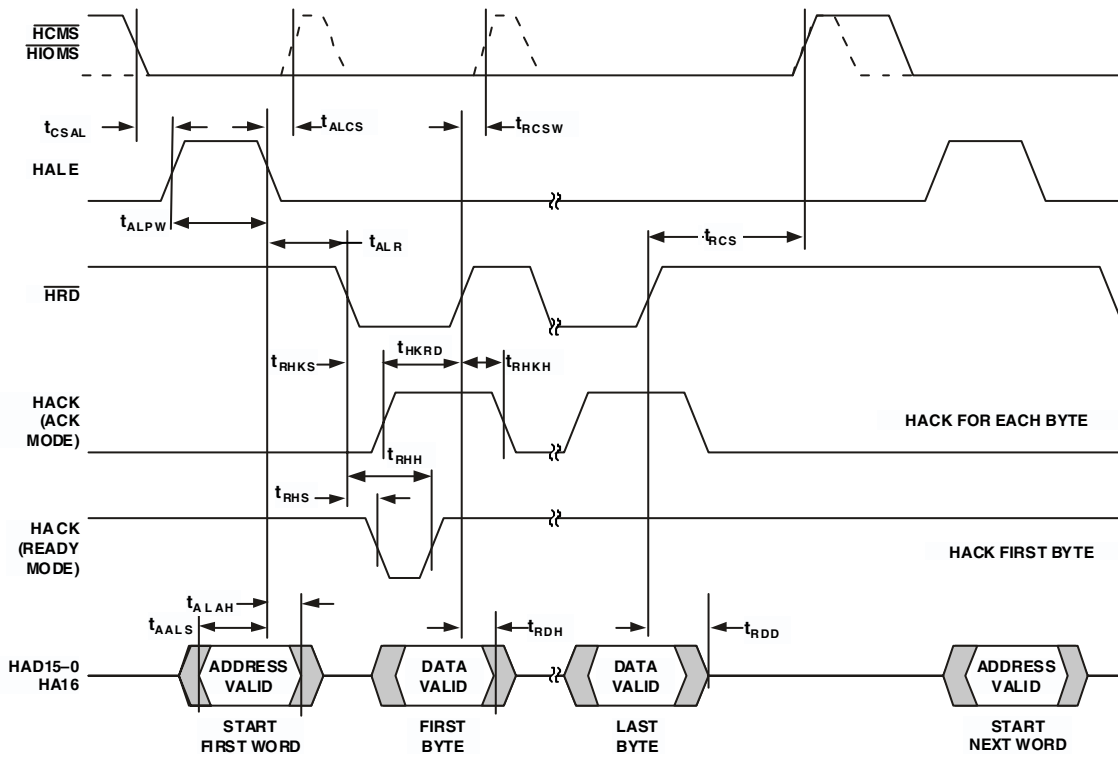 HCMS
HIOMS
tCSAL
tALCS
tRCSW
HALE
tALPW
tALR
tRCS
HRD
tRHKS
tHKRD
tRHKH
HACK
(ACK
MODE)
HACK FOR EACH BYTE
tRHH
tRHS
HACK
(READY
MODE)
HACK FIRST BYTE
tALAH
tAALS
tRDH
tRDD
HAD15–0
HA16
ADDRESS
VALID
DATA
VALID
DATA
VALID
ADDRESS
VALID
START
FIRST WORD
FIRST
BYTE
LAST
BYTE
START
NEXT WORD